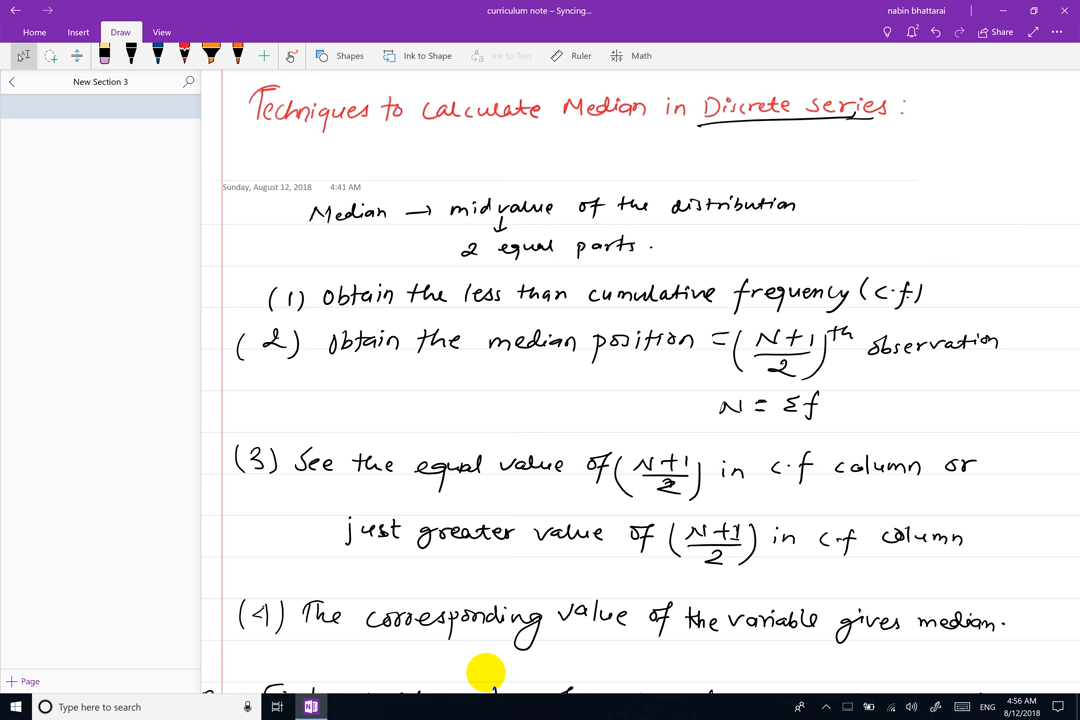 curriculum note – Syncing...
nabin bhattarai
Home Insert Draw View
Share
Shapes Ink to Shape Ink to Text Ruler Math
New Section 3
Techniques to calculate Median in Discrete series :
Sunday, August 12, 2018 4:41 AM
Median → midvalue of the distribution
↓
2 equal parts .
(1) obtain the less than cumulative frequency (c.f)
(2) obtain the median position = (N+1/2)th observation
N = Σf
(3) See the equal value of (N+1/2) in c.f column or
just greater value of (N+1/2) in c.f column
(4) The corresponding value of the variable gives median.
+ Page
Type here to search
ENG
4:56 AM
8/12/2018